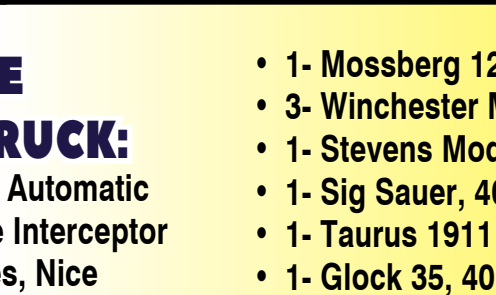 E
RUCK:
Automatic
e Interceptor
es, Nice
• 1- Mossberg 12
• 3- Winchester M
• 1- Stevens Mod
• 1- Sig Sauer, 40
• 1- Taurus 1911
• 1- Glock 35, 40